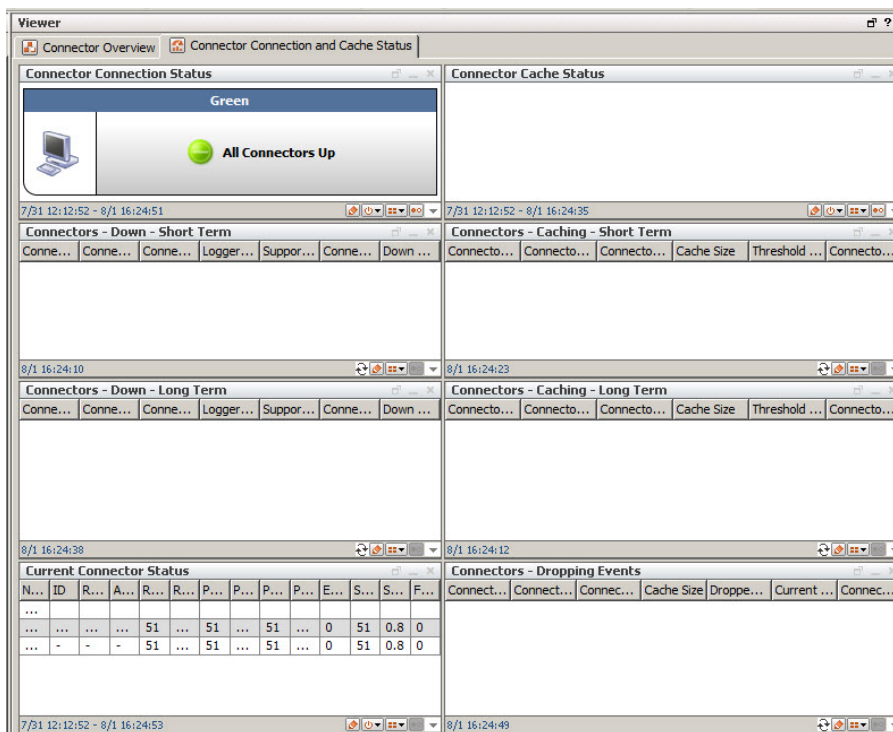 Viewer
Connector Overview Connector Connection and Cache Status
Connector Connection Status
Green
All Connectors Up
7/31 12:12:52 - 8/1 16:24:51
Connector Cache Status
7/31 12:12:52 - 8/1 16:24:35
Connectors - Down - Short Term
Conne... Conne... Conne... Logger... Suppor... Conne... Down ...
8/1 16:24:10
Connectors - Caching - Short Term
Connecto... Connecto... Connecto... Cache Size Threshold ... Connecto...
8/1 16:24:23
Connectors - Down - Long Term
Conne... Conne... Conne... Logger... Suppor... Conne... Down ...
8/1 16:24:38
Connectors - Caching - Long Term
Connecto... Connecto... Connecto... Cache Size Threshold ... Connecto...
8/1 16:24:12
Current Connector Status
N... ID R... A... R... R... P... P... P... P... E... S... S... F...
...
... ... ... ... 51 ... 51 ... 51 ... 0 51 0.8 0
... - - - 51 ... 51 ... 51 ... 0 51 0.8 0
7/31 12:12:52 - 8/1 16:24:53
Connectors - Dropping Events
Connect... Connect... Connec... Cache Size Droppe... Current ... Connec...
8/1 16:24:49